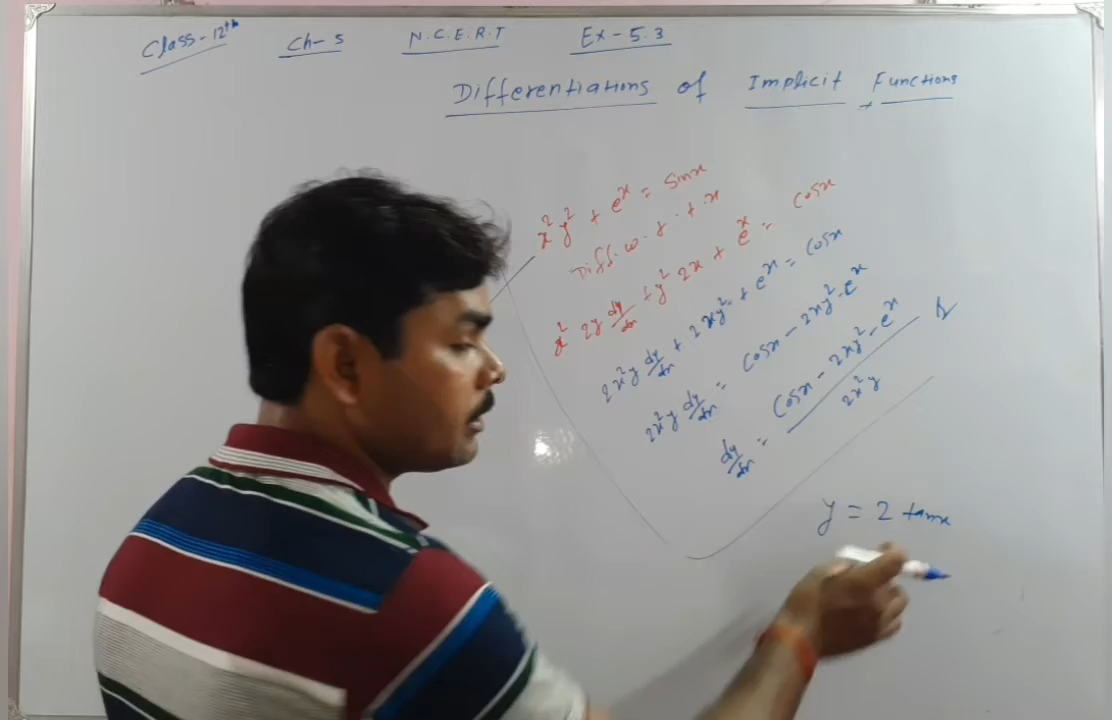 Class-12th Ch-5 N.C.E.R.T Ex-5.3
Differentiations of Implicit Functions
x²y² + eˣ = sinx
Diff. w.r.t x
x² 2y dy/dx + y² 2x + eˣ = cosx
2x²y dy/dx + 2xy² + eˣ = cosx
2x²y dy/dx = cosx - 2xy² - eˣ
dy/dx = cosx - 2xy² - eˣ / 2x²y
y = 2 tanx